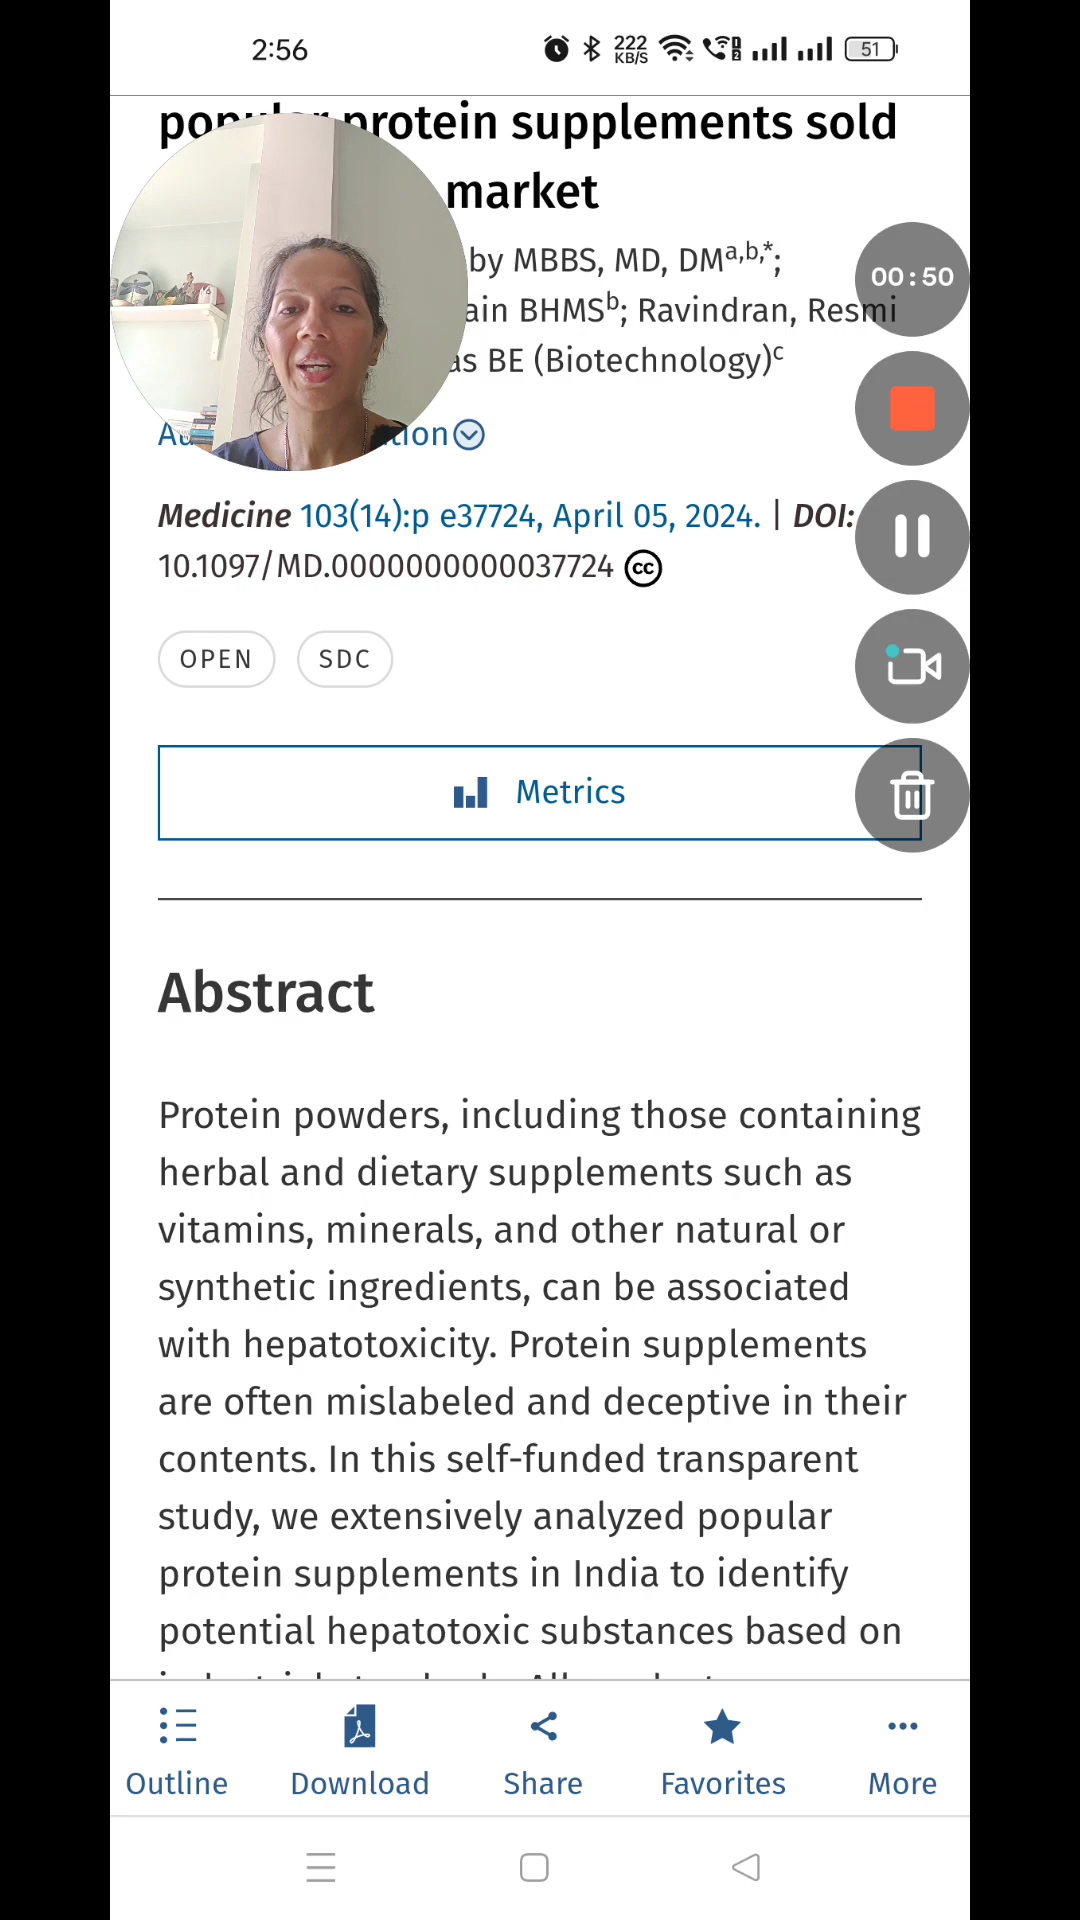 2:56
222
KB/S
51
protein supplements sold
market
by MBBS, MD, DMa,b,*;
ain BHMSb; Ravindran, Resmi
as BE (Biotechnology)c
00:50
Medicine 103(14):p e37724, April 05, 2024. | DOI:
10.1097/MD.0000000000037724 cc
OPEN SDC
Metrics
Abstract
Protein powders, including those containing
herbal and dietary supplements such as
vitamins, minerals, and other natural or
synthetic ingredients, can be associated
with hepatotoxicity. Protein supplements
are often mislabeled and deceptive in their
contents. In this self-funded transparent
study, we extensively analyzed popular
protein supplements in India to identify
potential hepatotoxic substances based on
Outline Download Share Favorites More